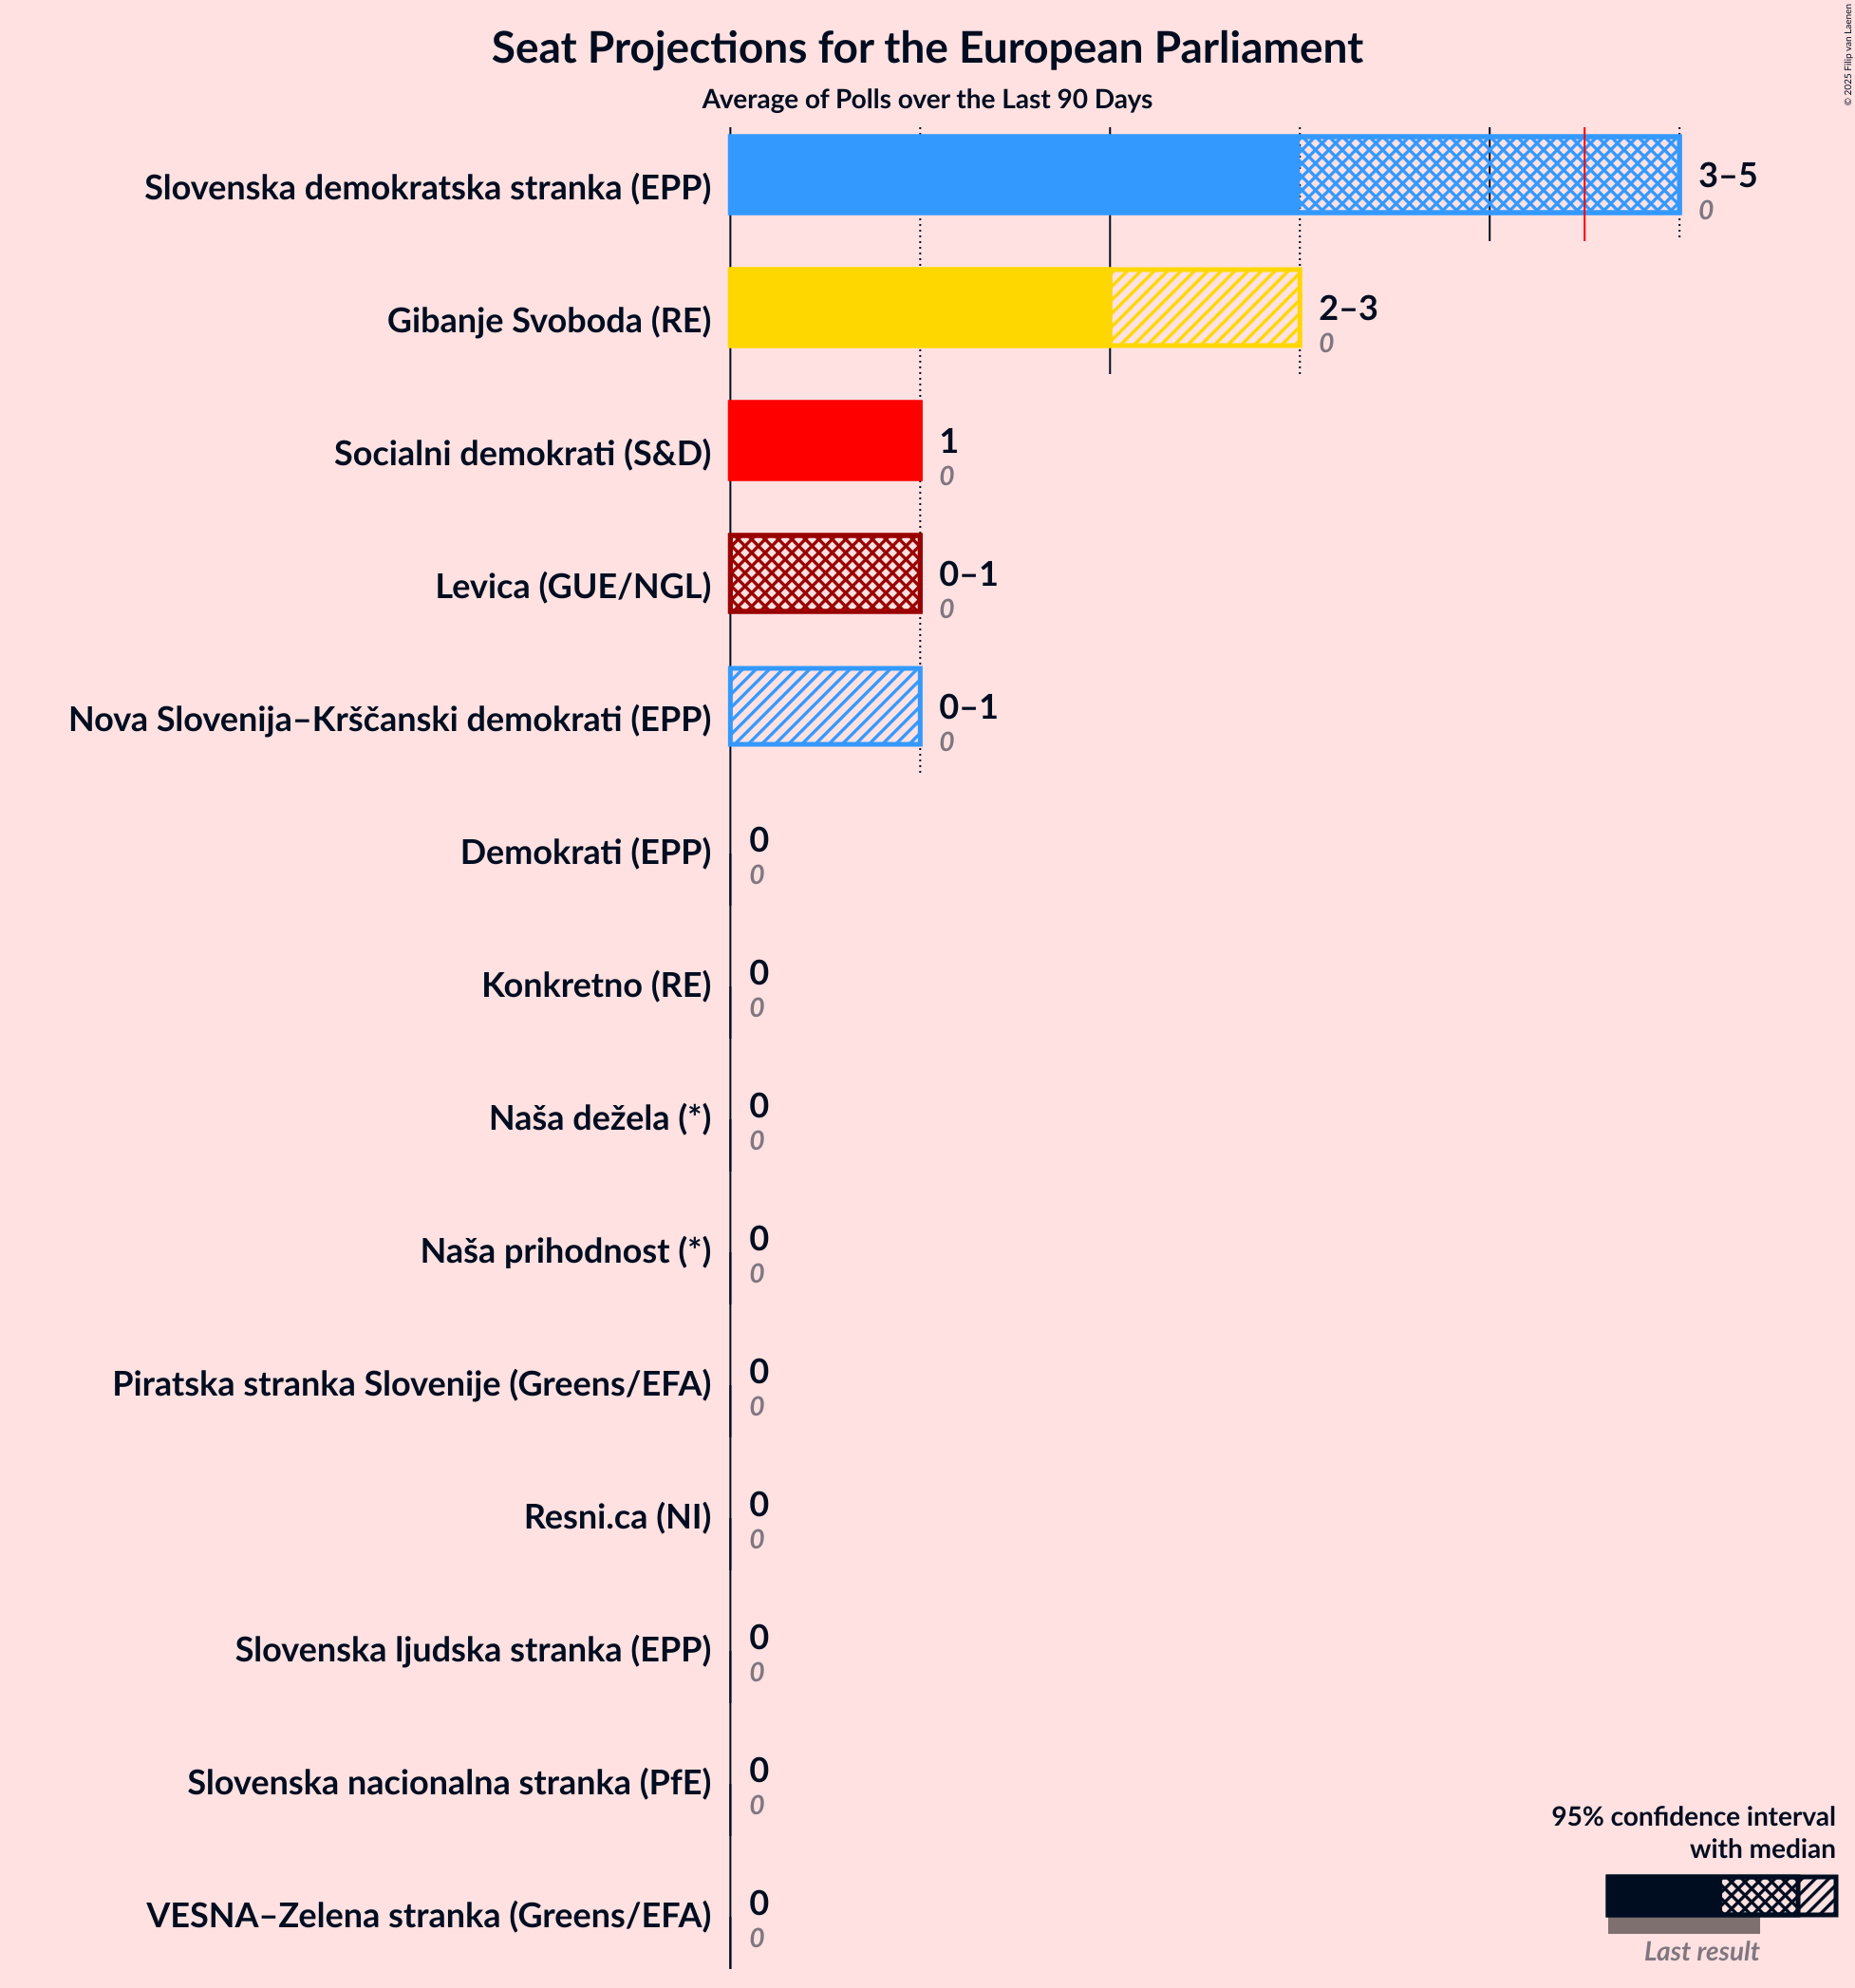 © 2025 Filip van Laenen
Seat Projections for the European Parliament
Average of Polls over the Last 90 Days
Slovenska demokratska stranka (EPP)
3–5
0
Gibanje Svoboda (RE)
2–3
0
Socialni demokrati (S&D)
1
0
Levica (GUE/NGL)
0–1
0
Nova Slovenija–Krščanski demokrati (EPP)
0–1
0
Demokrati (EPP)
0
0
Konkretno (RE)
0
0
Naša dežela (*)
0
0
Naša prihodnost (*)
0
0
Piratska stranka Slovenije (Greens/EFA)
0
0
Resni.ca (NI)
0
0
Slovenska ljudska stranka (EPP)
0
0
Slovenska nacionalna stranka (PfE)
0
0
VESNA–Zelena stranka (Greens/EFA)
0
0
95% confidence interval
with median
Last result